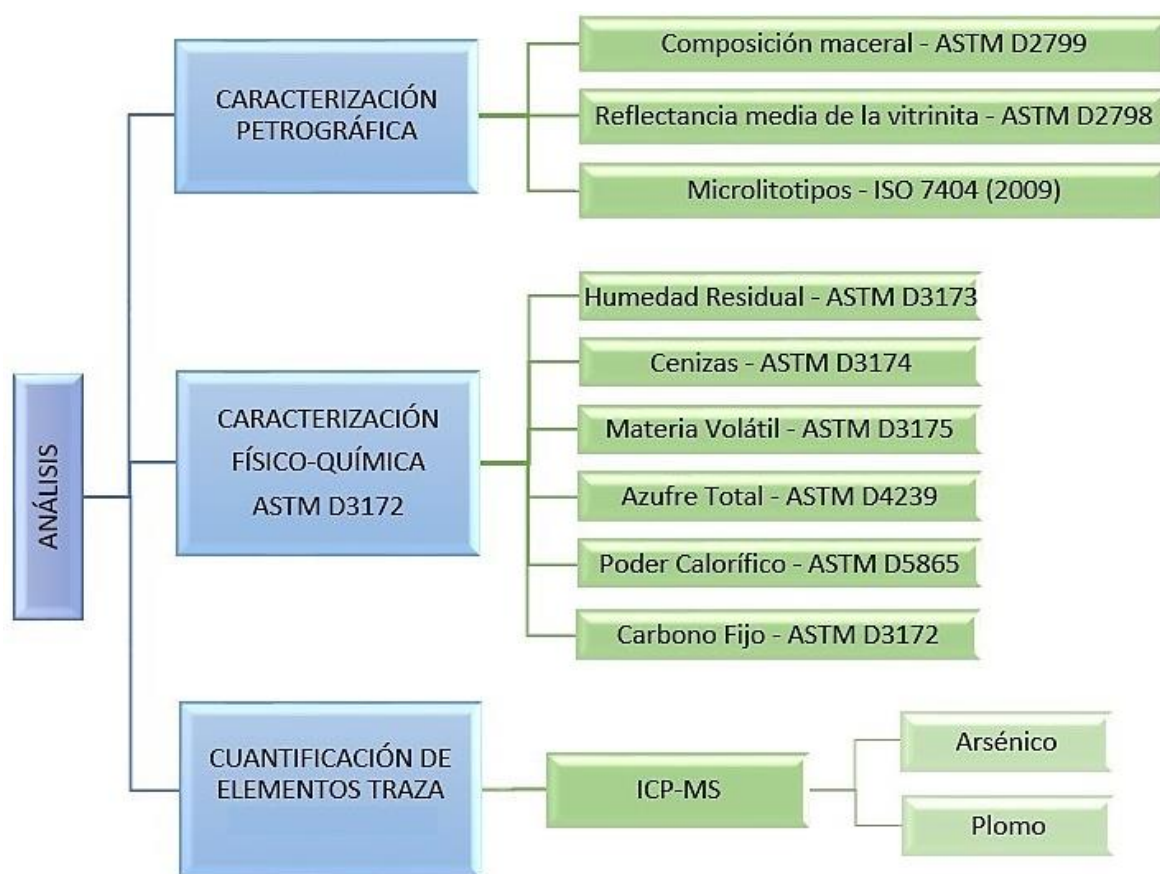 ANÁLISIS
CARACTERIZACIÓN
PETROGRÁFICA
Composición maceral - ASTM D2799
Reflectancia media de la vitrinita - ASTM D2798
Microlitotipos - ISO 7404 (2009)
CARACTERIZACIÓN
FÍSICO-QUÍMICA
ASTM D3172
Humedad Residual - ASTM D3173
Cenizas - ASTM D3174
Materia Volátil - ASTM D3175
Azufre Total - ASTM D4239
Poder Calorífico - ASTM D5865
Carbono Fijo - ASTM D3172
CUANTIFICACIÓN DE
ELEMENTOS TRAZA
ICP-MS
Arsénico
Plomo